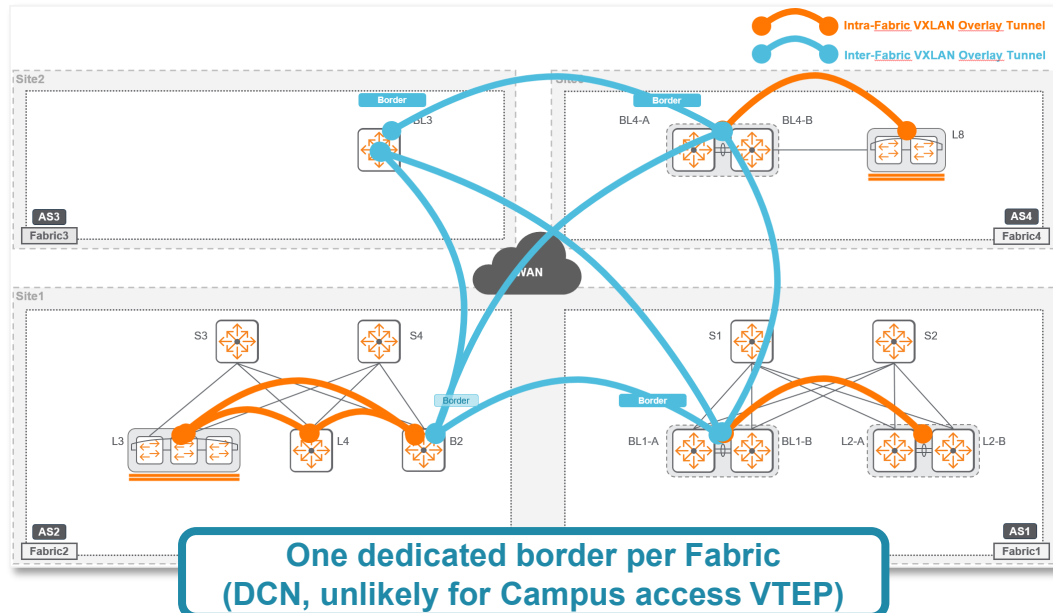 Intra-Fabric VXLAN Overlay Tunnel
Inter-Fabric VXLAN Overlay Tunnel
Site2
Border
BL3
AS3
Fabric3
Border
BL4-A
BL4-B
L8
AS4
Fabric4
WAN
Site1
S3
S4
Border
L3
L4
B2
AS2
Fabric2
S1
S2
Border
BL1-A
BL1-B
L2-A
L2-B
AS1
Fabric1
One dedicated border per Fabric
(DCN, unlikely for Campus access VTEP)